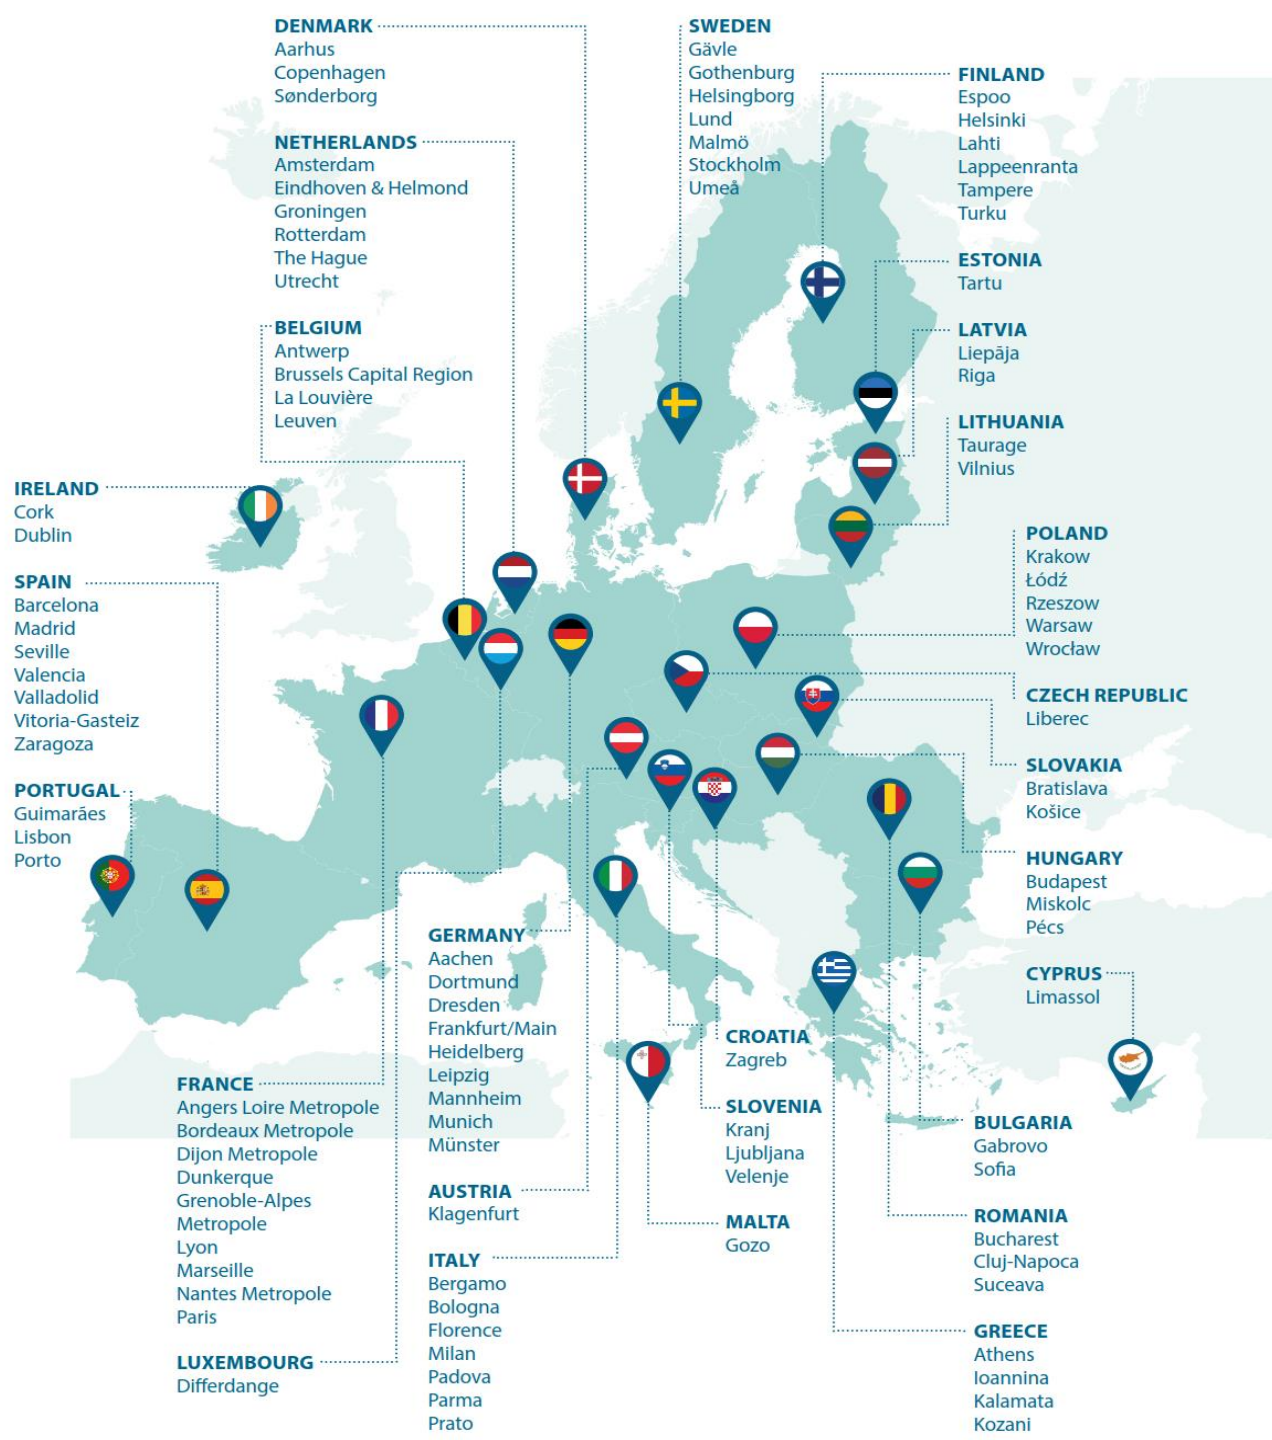 DENMARK
Aarhus
Copenhagen
Sønderborg
NETHERLANDS
Amsterdam
Eindhoven & Helmond
Groningen
Rotterdam
The Hague
Utrecht
BELGIUM
Antwerp
Brussels Capital Region
La Louvière
Leuven
SWEDEN
Gävle
Gothenburg
Helsingborg
Lund
Malmö
Stockholm
Umeå
FINLAND
Espoo
Helsinki
Lahti
Lappeenranta
Tampere
Turku
ESTONIA
Tartu
LATVIA
Liepāja
Riga
LITHUANIA
Taurage
Vilnius
IRELAND
Cork
Dublin
SPAIN
Barcelona
Madrid
Seville
Valencia
Valladolid
Vitoria-Gasteiz
Zaragoza
PORTUGAL
Guimarães
Lisbon
Porto
POLAND
Krakow
Łódź
Rzeszow
Warsaw
Wrocław
CZECH REPUBLIC
Liberec
SLOVAKIA
Bratislava
Košice
HUNGARY
Budapest
Miskolc
Pécs
CYPRUS
Limassol
FRANCE
Angers Loire Metropole
Bordeaux Metropole
Dijon Metropole
Dunkerque
Grenoble-Alpes
Metropole
Lyon
Marseille
Nantes Metropole
Paris
LUXEMBOURG
Differdange
GERMANY
Aachen
Dortmund
Dresden
Frankfurt/Main
Heidelberg
Leipzig
Mannheim
Munich
Münster
AUSTRIA
Klagenfurt
ITALY
Bergamo
Bologna
Florence
Milan
Padova
Parma
Prato
CROATIA
Zagreb
SLOVENIA
Kranj
Ljubljana
Velenje
MALTA
Gozo
BULGARIA
Gabrovo
Sofia
ROMANIA
Bucharest
Cluj-Napoca
Suceava
GREECE
Athens
Ioannina
Kalamata
Kozani